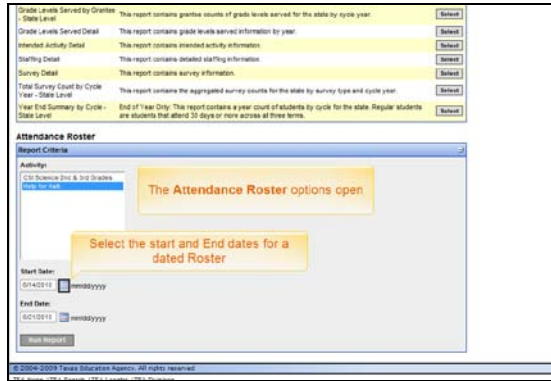 Grade Levels Served by Grantee - State Level This report contains grantee counts of grade levels served for the state by cycle year. Select
Grade Levels Served Detail This report contains grade levels served information by year. Select
Intended Activity Detail This report contains intended activity information. Select
Staffing Detail This report contains detailed staffing information. Select
Survey Detail This report contains survey information. Select
Total Survey Count by Cycle Year - State Level This report contains the aggregated survey counts for the state by survey type and cycle year. Select
Year End Summary by Cycle - State Level End of Year Only: This report contains a year count of students by cycle for the state. Regular students are students that attend 30 days or more across all three terms. Select
Attendance Roster
Report Criteria
Activity:
CSI Science 2nd & 3rd Grades
Help for Haiti
The Attendance Roster options open
Select the start and End dates for a
dated Roster
Start Date:
6/14/2010 mm/dd/yyyy
End Date:
6/21/2010 mm/dd/yyyy
Run Report
© 2004-2009 Texas Education Agency. All rights reserved